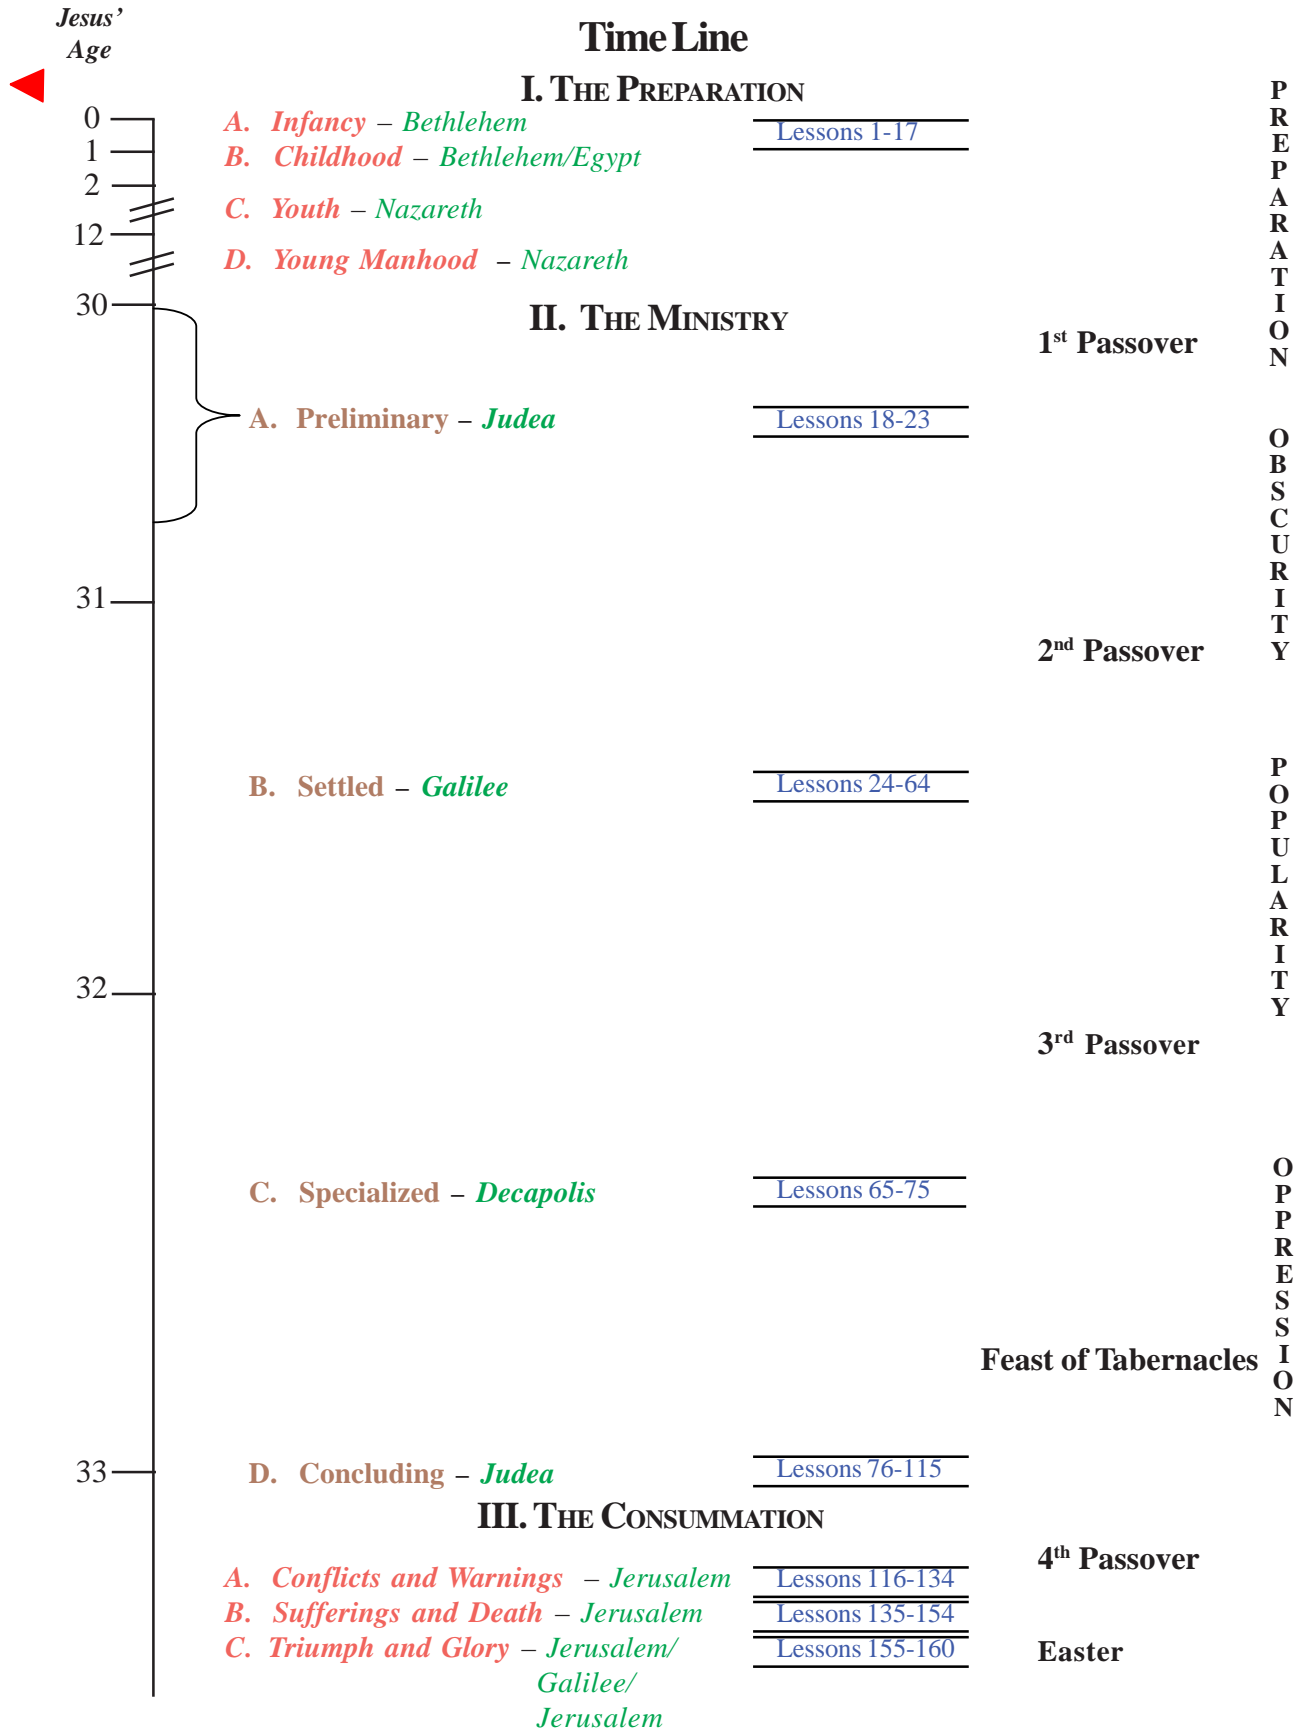 Jesus’
Age
Time Line
I. THE PREPARATION
0
A. Infancy – Bethlehem
Lessons 1-17
1
B. Childhood – Bethlehem/Egypt
2
C. Youth – Nazareth
12
D. Young Manhood – Nazareth
30
II. THE MINISTRY
1st Passover
PREPARATION
A. Preliminary – Judea
Lessons 18-23
OBSCURITY
31
2nd Passover
B. Settled – Galilee
Lessons 24-64
POPULARITY
32
3rd Passover
C. Specialized – Decapolis
Lessons 65-75
OPPRESSION
Feast of Tabernacles
33
D. Concluding – Judea
Lessons 76-115
III. THE CONSUMMATION
4th Passover
A. Conflicts and Warnings – Jerusalem
Lessons 116-134
B. Sufferings and Death – Jerusalem
Lessons 135-154
C. Triumph and Glory – Jerusalem/
Galilee/
Jerusalem
Lessons 155-160
Easter